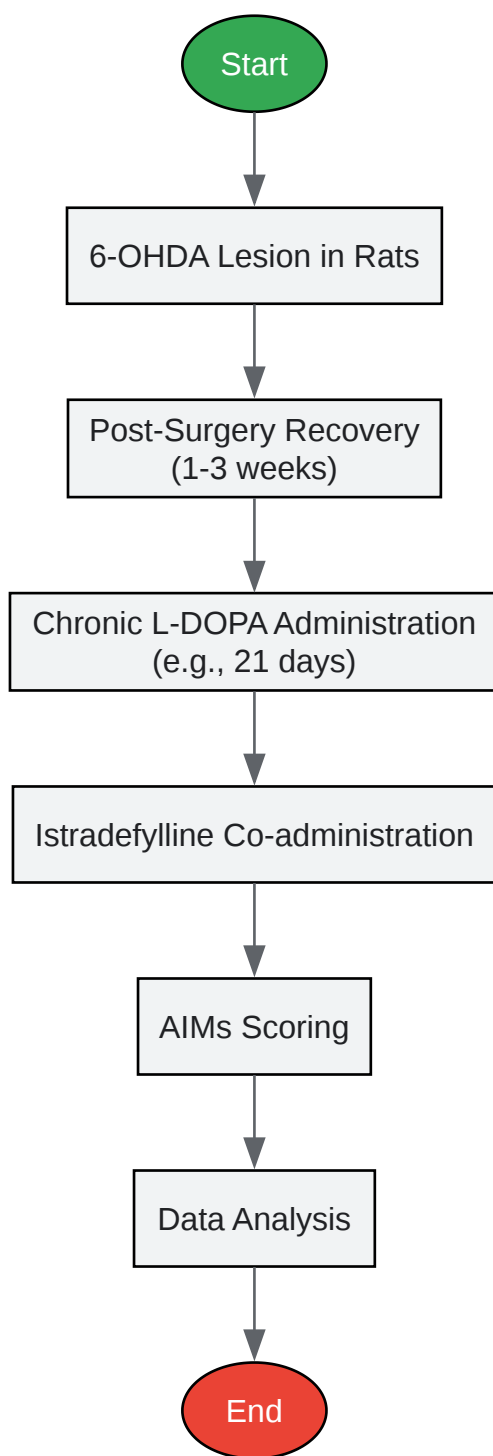 Start
6-OHDA Lesion in Rats
Post-Surgery Recovery
(1-3 weeks)
Chronic L-DOPA Administration
(e.g., 21 days)
Istradefylline Co-administration
AIMs Scoring
Data Analysis
End